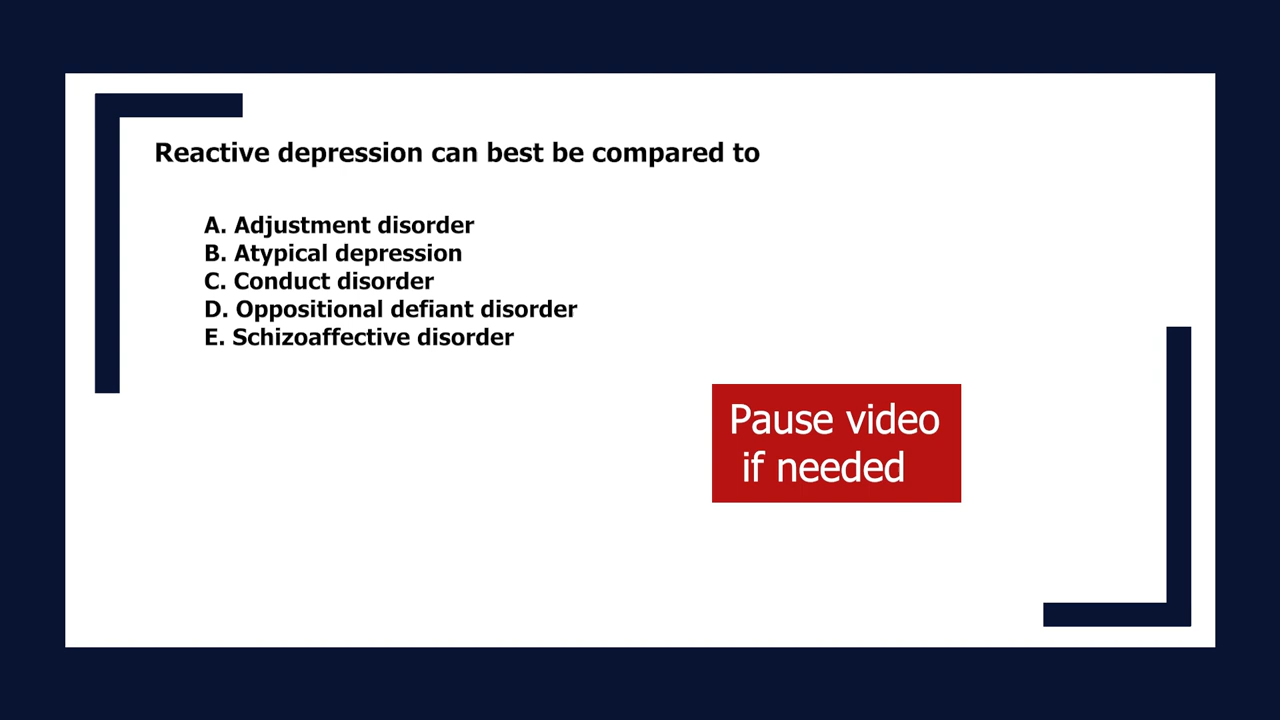 Reactive depression can best be compared to
A. Adjustment disorder
B. Atypical depression
C. Conduct disorder
D. Oppositional defiant disorder
E. Schizoaffective disorder
Pause video
if needed